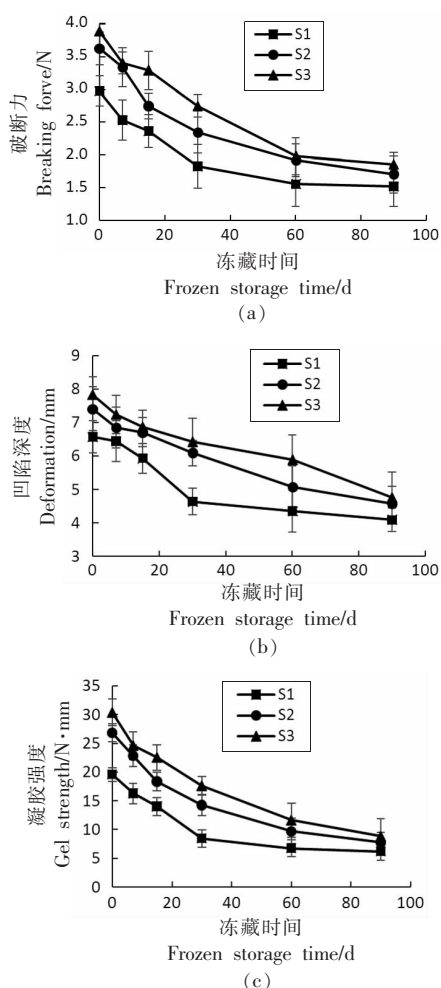 4.0
3.5
3.0
2.5
2.0
1.5
1.0
破断力
Breaking forve/N
S1
S2
S3
0 20 40 60 80 100
冻藏时间
Frozen storage time/d
(a)
9
8
7
6
5
4
3
凹陷深度
Deformation/mm
S1
S2
S3
0 20 40 60 80 100
冻藏时间
Frozen storage time/d
(b)
35
30
25
20
15
10
5
0
凝胶强度
Gel strength/N·mm
S1
S2
S3
0 20 40 60 80 100
冻藏时间
Frozen storage time/d
(c)